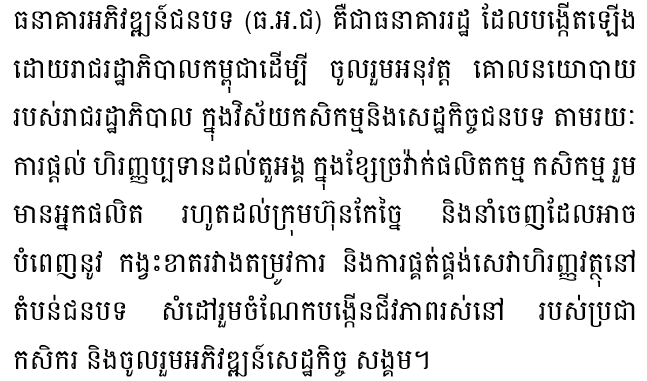 ធនាគារអភិវឌ្ឍន៍ជនបទ (ធ.អ.ជ) គឺជាធនាគាររដ្ឋ ដែលបង្កើតឡើង
ដោយរាជរដ្ឋាភិបាលកម្ពុជាដើម្បី ចូលរួមអនុវត្ត គោលនយោបាយ
របស់រាជរដ្ឋាភិបាល ក្នុងវិស័យកសិកម្មនិងសេដ្ឋកិច្ចជនបទ តាមរយៈ
ការផ្តល់ ហិរញ្ញប្បទានដល់តួអង្គ ក្នុងខ្សែច្រវ៉ាក់ផលិតកម្ម កសិកម្ម រួម
មានអ្នកផលិត រហូតដល់ក្រុមហ៊ុនកែច្នៃ និងនាំចេញដែលអាច
បំពេញនូវ កង្វះខាតរវាងតម្រូវការ និងការផ្គត់ផ្គង់សេវាហិរញ្ញវត្ថុនៅ
តំបន់ជនបទ សំដៅរួមចំណែកបង្កើនជីវភាពរស់នៅ របស់ប្រជា
កសិករ និងចូលរួមអភិវឌ្ឍន៍សេដ្ឋកិច្ច សង្គម។